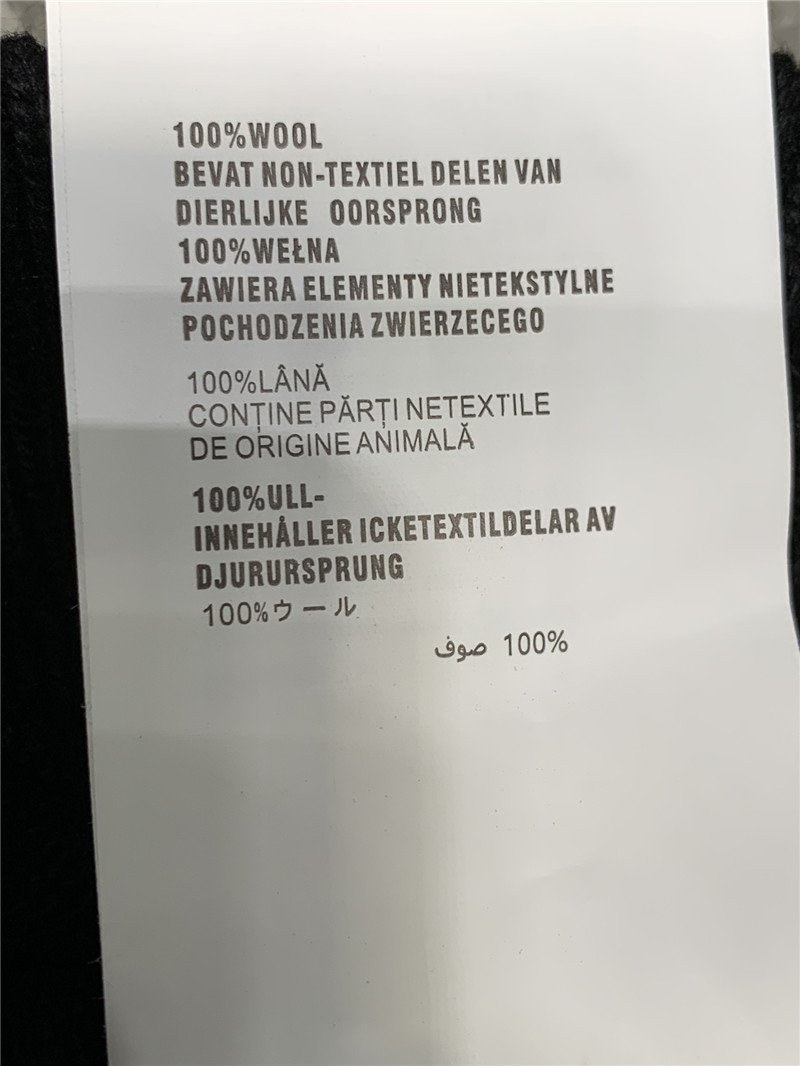 100%WOOL
BEVAT NON-TEXTIEL DELEN VAN
DIERLIJKE OORSPRONG
100%WEŁNA
ZAWIERA ELEMENTY NIETEKSTYLNE
POCHODZENIA ZWIERZECEGO
100%LÂNĂ
CONȚINE PĂRȚI NETEXTILE
DE ORIGINE ANIMALĂ
100%ULL-
INNEHÅLLER ICKETEXTILDELAR AV
DJURURSPRUNG
100%ウール
100% صوف